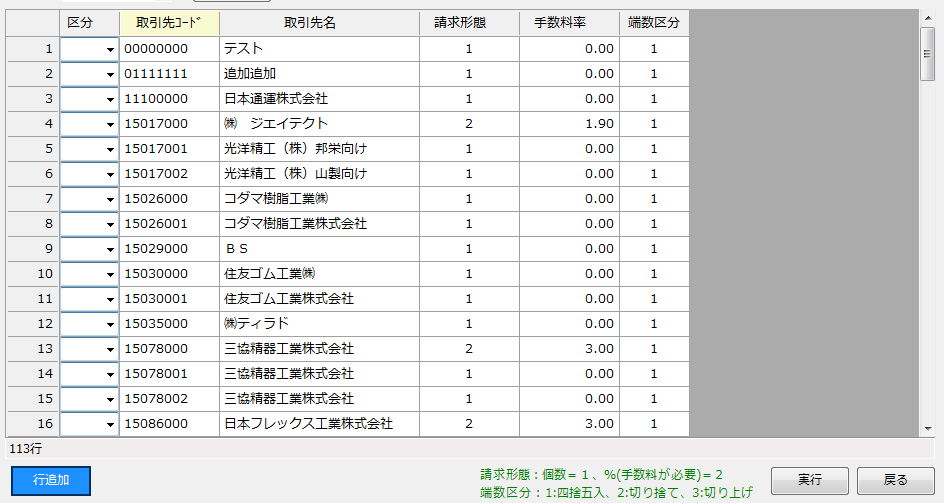 区分 取引先ｺｰﾄﾞ 取引先名 請求形態 手数料率 端数区分
1 00000000 テスト 1 0.00 1
2 01111111 追加追加 1 0.00 1
3 11100000 日本通運株式会社 1 0.00 1
4 15017000 ㈱　ジエイテクト 2 1.90 1
5 15017001 光洋精工（株）邦栄向け 1 0.00 1
6 15017002 光洋精工（株）山製向け 1 0.00 1
7 15026000 コダマ樹脂工業㈱ 1 0.00 1
8 15026001 コダマ樹脂工業株式会社 1 0.00 1
9 15029000 ＢＳ 1 0.00 1
10 15030000 住友ゴム工業㈱ 1 0.00 1
11 15030001 住友ゴム工業株式会社 1 0.00 1
12 15035000 ㈱ティラド 1 0.00 1
13 15078000 三協精器工業株式会社 2 3.00 1
14 15078001 三協精器工業株式会社 1 0.00 1
15 15078002 三協精器工業株式会社 1 0.00 1
16 15086000 日本フレックス工業株式会社 2 3.00 1
113行
行追加
請求形態：個数＝１、%(手数料が必要)＝２
端数区分：1:四捨五入、2:切り捨て、3:切り上げ
実行 戻る